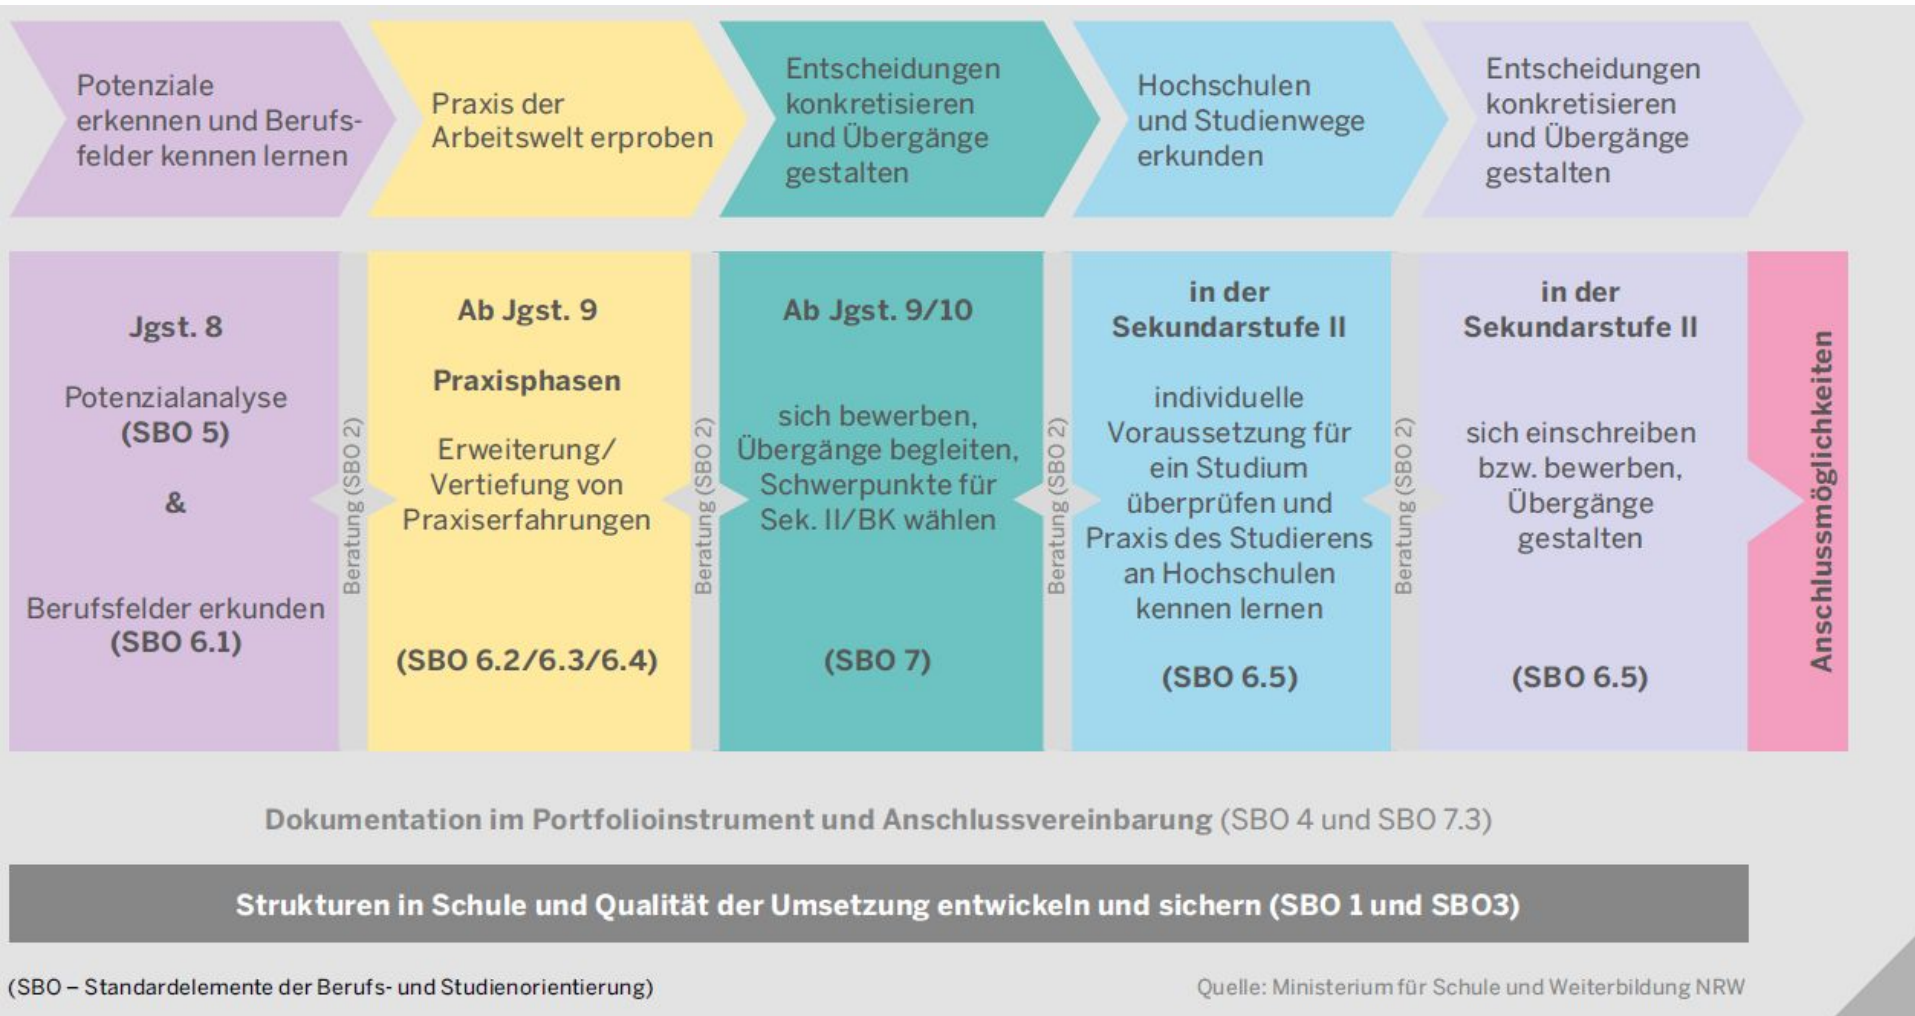 Potenziale
erkennen und Berufs-
felder kennen lernen
Praxis der
Arbeitswelt erproben
Entscheidungen
konkretisieren
und Übergänge
gestalten
Hochschulen
und Studienwege
erkunden
Entscheidungen
konkretisieren
und Übergänge
gestalten
Jgst. 8
Potenzialanalyse
(SBO 5)
&
Berufsfelder erkunden
(SBO 6.1)
Beratung (SBO 2)
Ab Jgst. 9
Praxisphasen
Erweiterung/
Vertiefung von
Praxiserfahrungen
(SBO 6.2/6.3/6.4)
Beratung (SBO 2)
Ab Jgst. 9/10
sich bewerben,
Übergänge begleiten,
Schwerpunkte für
Sek. II/BK wählen
(SBO 7)
Beratung (SBO 2)
in der
Sekundarstufe II
individuelle
Voraussetzung für
ein Studium
überprüfen und
Praxis des Studierens
an Hochschulen
kennen lernen
(SBO 6.5)
Beratung (SBO 2)
in der
Sekundarstufe II
sich einschreiben
bzw. bewerben,
Übergänge
gestalten
(SBO 6.5)
Anschlussmöglichkeiten
Dokumentation im Portfolioinstrument und Anschlussvereinbarung (SBO 4 und SBO 7.3)
Strukturen in Schule und Qualität der Umsetzung entwickeln und sichern (SBO 1 und SBO3)
(SBO – Standardelemente der Berufs- und Studienorientierung)
Quelle: Ministerium für Schule und Weiterbildung NRW